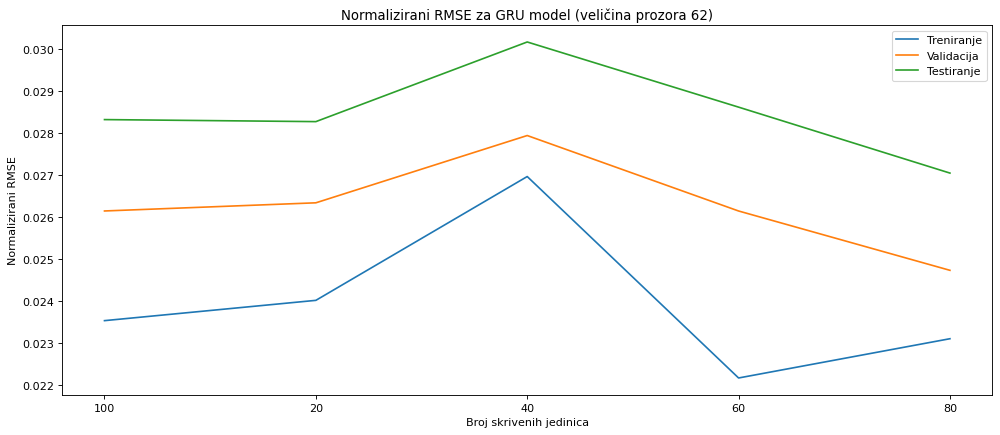 Normalizirani RMSE za GRU model (veličina prozora 62)
Treniranje
Validacija
Testiranje
Normalizirani RMSE
0.030
0.029
0.028
0.027
0.026
0.025
0.024
0.023
0.022
100 20 40 60 80
Broj skrivenih jedinica